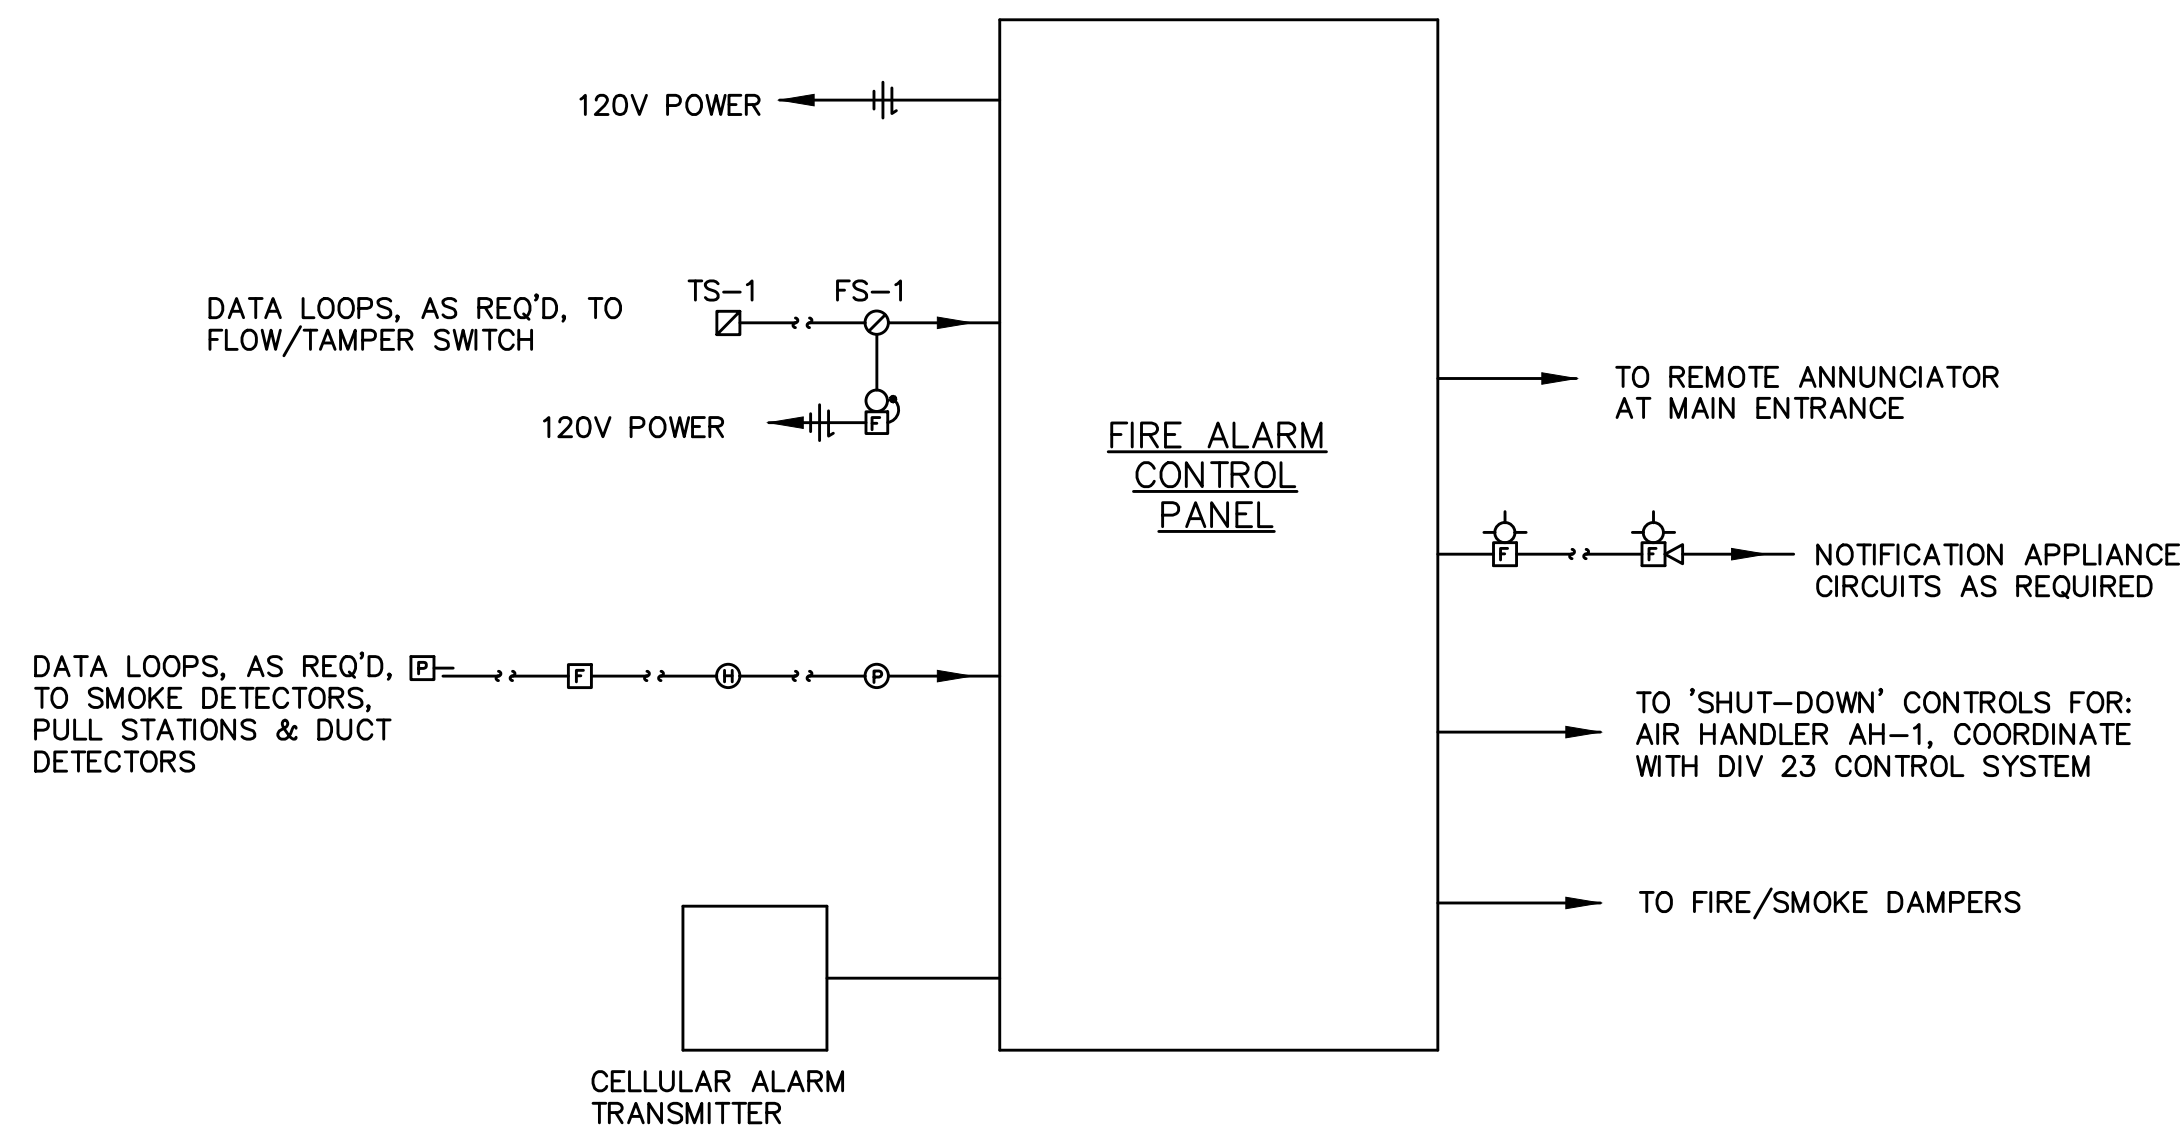 120V POWER
TS-1
FS-1
DATA LOOPS, AS REQ'D, TO
FLOW/TAMPER SWITCH
120V POWER
F
DATA LOOPS, AS REQ'D,
TO SMOKE DETECTORS,
PULL STATIONS & DUCT
DETECTORS
P
F
H
P
CELLULAR ALARM
TRANSMITTER
FIRE ALARM
CONTROL
PANEL
TO REMOTE ANNUNCIATOR
AT MAIN ENTRANCE
F
F
NOTIFICATION APPLIANCE
CIRCUITS AS REQUIRED
TO 'SHUT-DOWN' CONTROLS FOR:
AIR HANDLER AH-1, COORDINATE
WITH DIV 23 CONTROL SYSTEM
TO FIRE/SMOKE DAMPERS